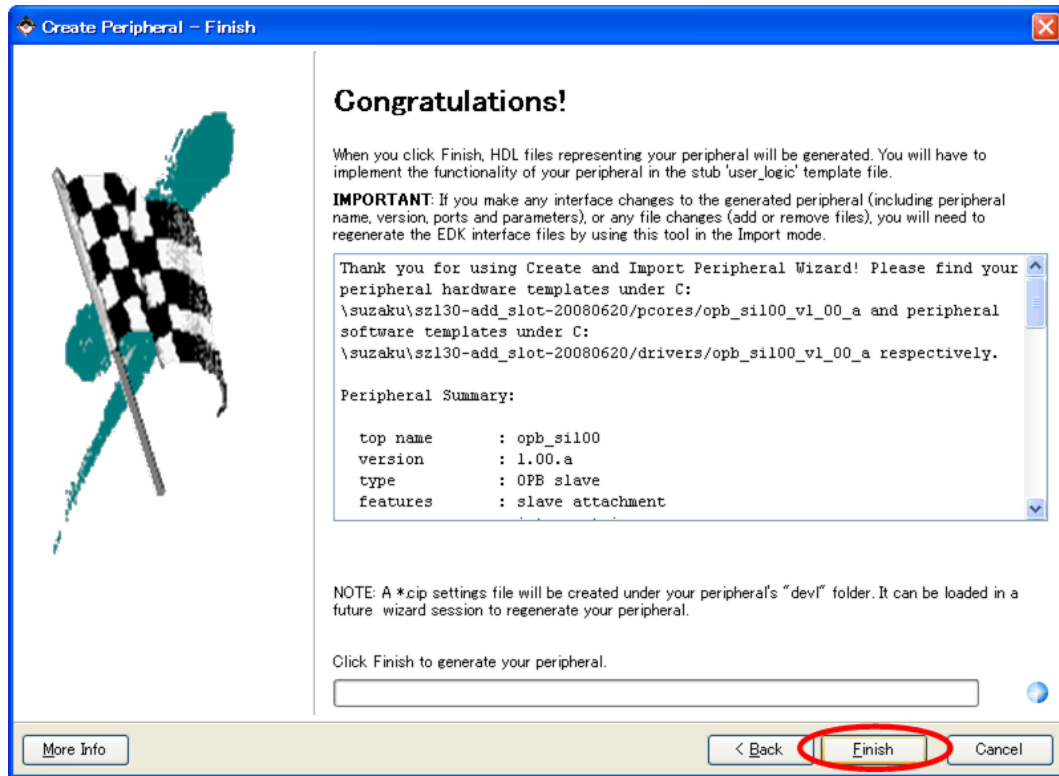 Create Peripheral - Finish
Congratulations!
When you click Finish, HDL files representing your peripheral will be generated. You will have to
implement the functionality of your peripheral in the stub 'user_logic' template file.
IMPORTANT: If you make any interface changes to the generated peripheral (including peripheral
name, version, ports and parameters), or any file changes (add or remove files), you will need to
regenerate the EDK interface files by using this tool in the Import mode.
Thank you for using Create and Import Peripheral Wizard! Please find your
peripheral hardware templates under C:
\suzaku\sz130-add_slot-20080620/pcores/opb_sil00_v1_00_a and peripheral
software templates under C:
\suzaku\sz130-add_slot-20080620/drivers/opb_sil00_v1_00_a respectively.
Peripheral Summary:
top name : opb_sil00
version : 1.00.a
type : OPB slave
features : slave attachment
NOTE: A *.cip settings file will be created under your peripheral's "devl" folder. It can be loaded in a
future wizard session to regenerate your peripheral.
Click Finish to generate your peripheral.
More Info
< Back
Finish
Cancel